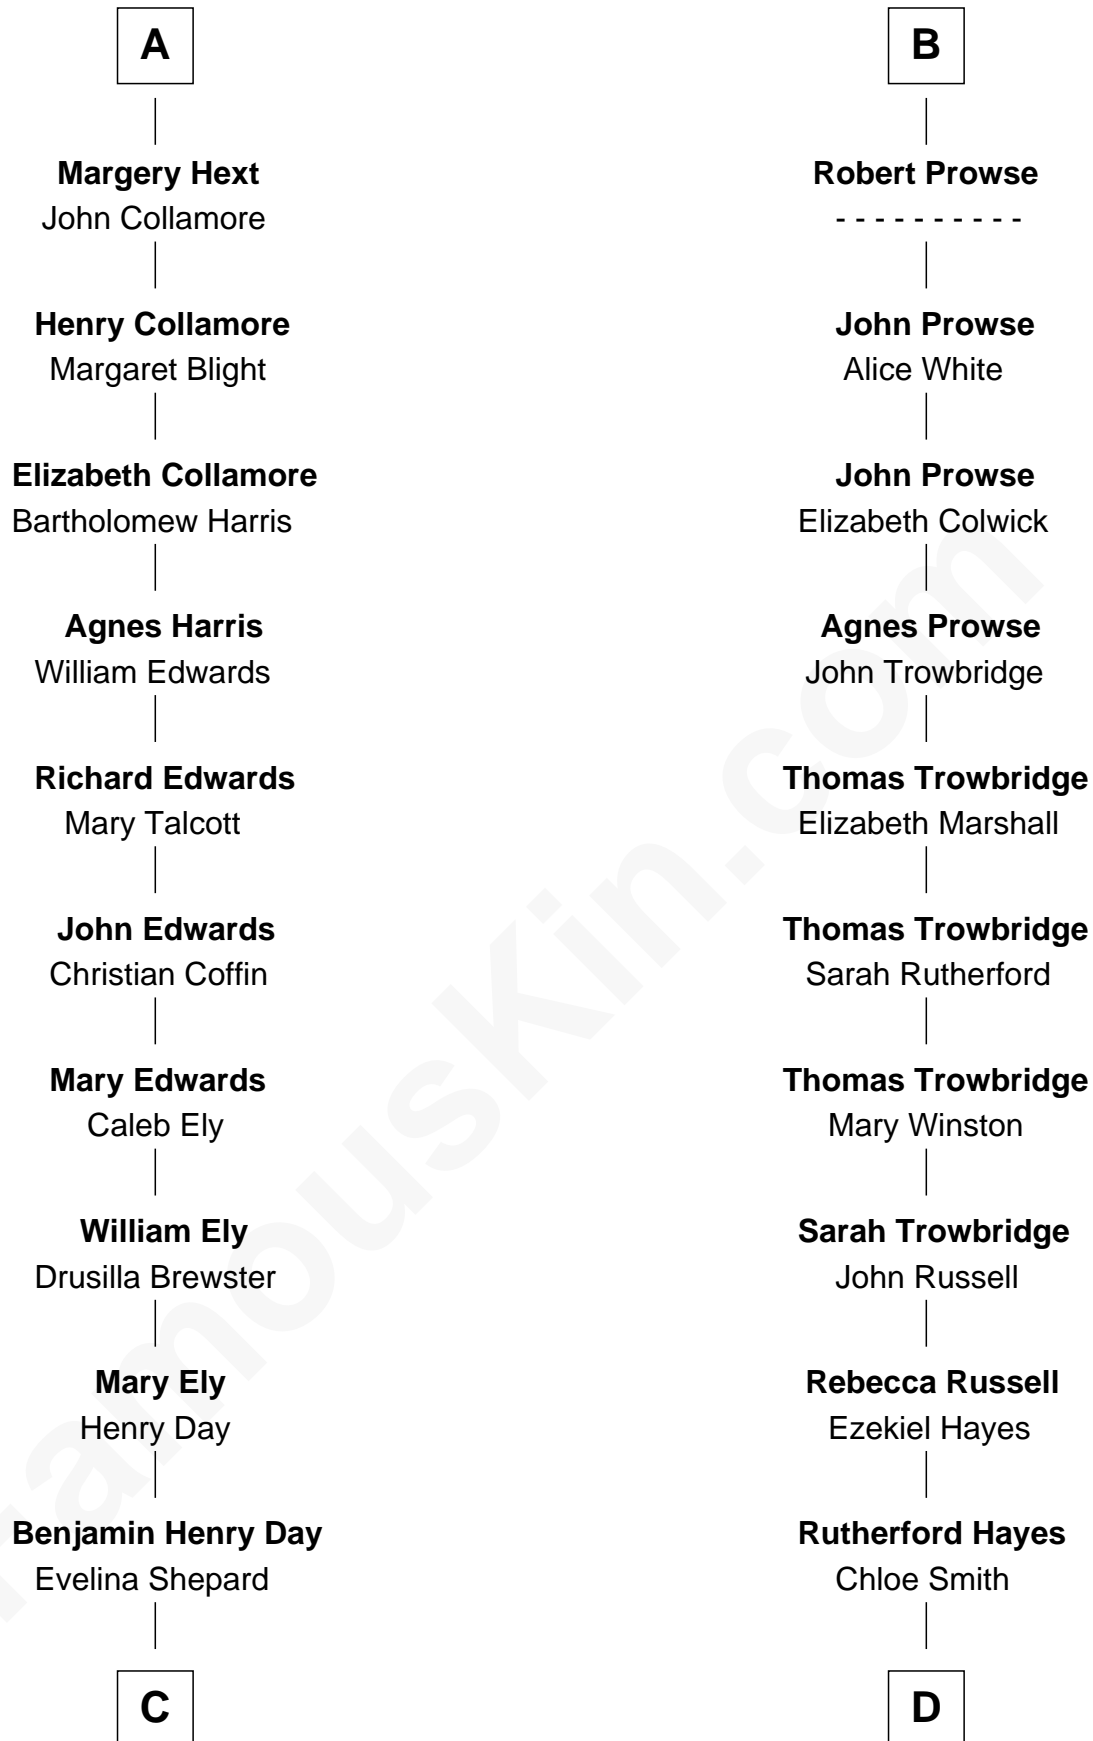 A
B
Margery Hext
John Collamore
Robert Prowse
- - - - - - - - - -
Henry Collamore
Margaret Blight
John Prowse
Alice White
Elizabeth Collamore
Bartholomew Harris
John Prowse
Elizabeth Colwick
Agnes Harris
William Edwards
Agnes Prowse
John Trowbridge
Richard Edwards
Mary Talcott
Thomas Trowbridge
Elizabeth Marshall
John Edwards
Christian Coffin
Thomas Trowbridge
Sarah Rutherford
Mary Edwards
Caleb Ely
Thomas Trowbridge
Mary Winston
William Ely
Drusilla Brewster
Sarah Trowbridge
John Russell
Mary Ely
Henry Day
Rebecca Russell
Ezekiel Hayes
Benjamin Henry Day
Evelina Shepard
Rutherford Hayes
Chloe Smith
C
D
FamousKin.com